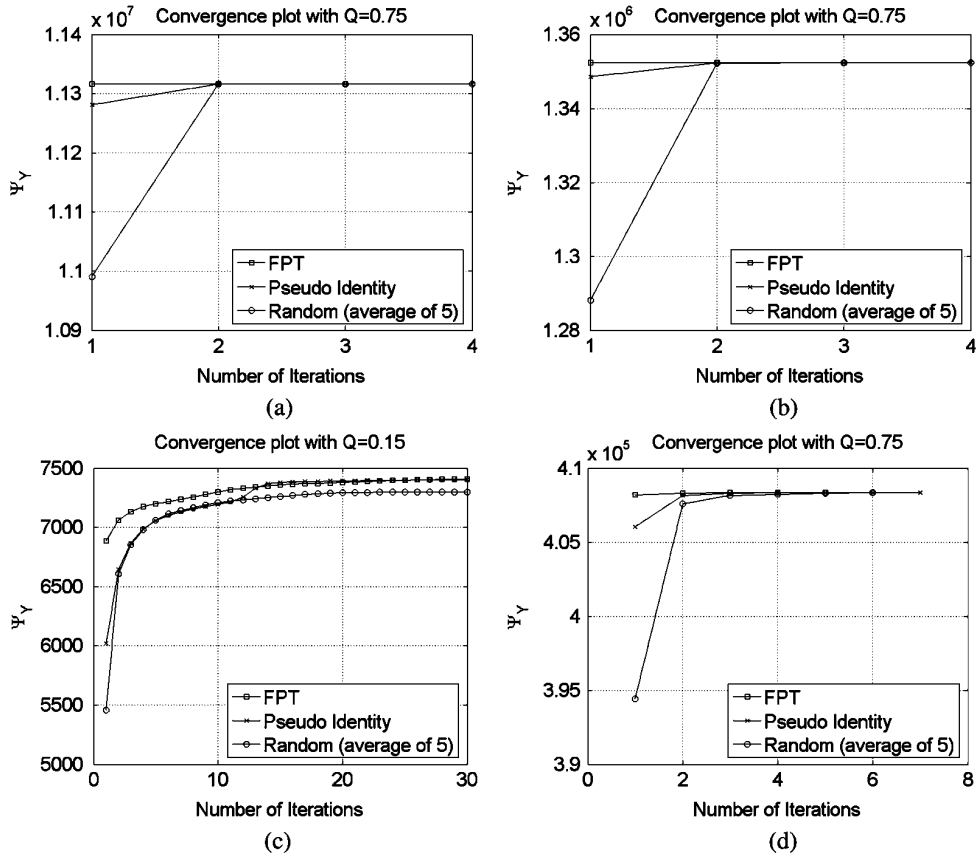 Convergence plot with Q=0.75
x 10^7
1.14
1.13
1.12
1.11
1.1
1.09
Ψ_Y
FPT
Pseudo Identity
Random (average of 5)
1 2 3 4
Number of Iterations
(a)
Convergence plot with Q=0.75
x 10^6
1.36
1.34
1.32
1.3
1.28
Ψ_Y
FPT
Pseudo Identity
Random (average of 5)
1 2 3 4
Number of Iterations
(b)
Convergence plot with Q=0.15
7500
7000
6500
6000
5500
5000
Ψ_Y
FPT
Pseudo Identity
Random (average of 5)
0 10 20 30
Number of Iterations
(c)
Convergence plot with Q=0.75
x 10^5
4.1
4.05
4
3.95
3.9
Ψ_Y
FPT
Pseudo Identity
Random (average of 5)
0 2 4 6 8
Number of Iterations
(d)